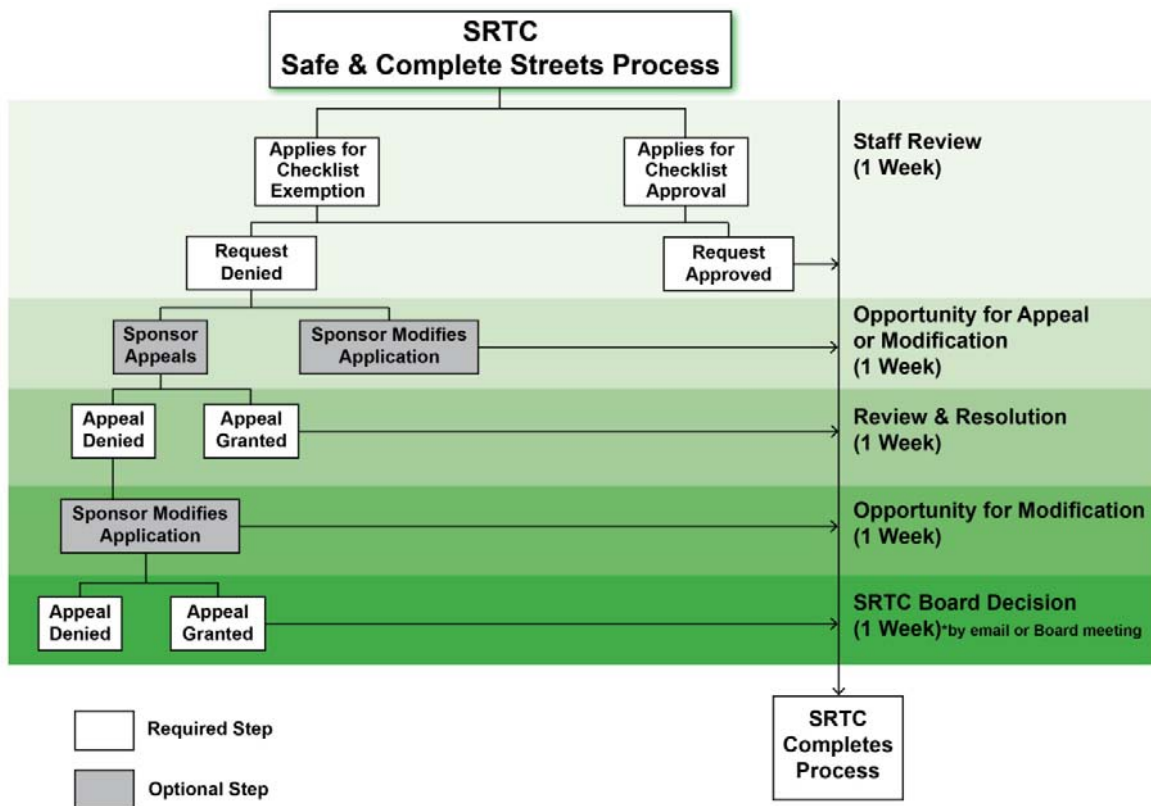 SRTC
Safe & Complete Streets Process
Applies for
Checklist
Exemption
Applies for
Checklist
Approval
Staff Review
(1 Week)
Request
Denied
Request
Approved
Sponsor
Appeals
Sponsor Modifies
Application
Opportunity for Appeal
or Modification
(1 Week)
Appeal
Denied
Appeal
Granted
Review & Resolution
(1 Week)
Sponsor Modifies
Application
Opportunity for Modification
(1 Week)
Appeal
Denied
Appeal
Granted
SRTC Board Decision
(1 Week)*by email or Board meeting
Required Step
Optional Step
SRTC
Completes
Process